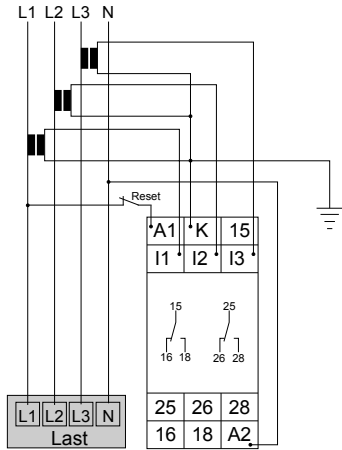 L1 L2 L3 N
Reset
A1 K 15
I1 I2 I3
15 25
16 18 26 28
25 26 28
16 18 A2
L1 L2 L3 N
Last